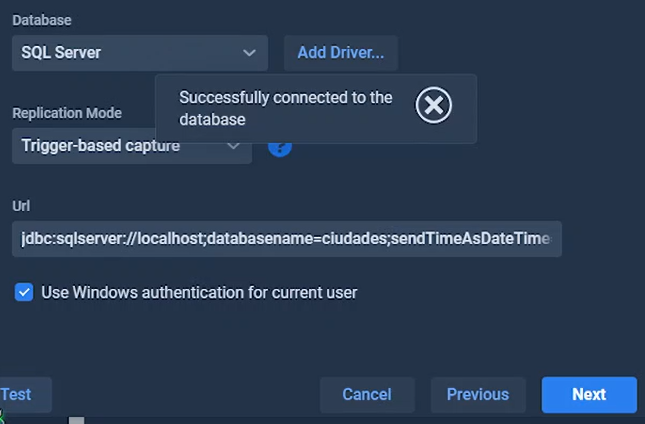 Database
SQL Server
Add Driver...
Successfully connected to the
database
Replication Mode
Trigger-based capture
?
Url
jdbc:sqlserver://localhost;databasename=ciudades;sendTimeAsDateTime
Use Windows authentication for current user
Test
Cancel
Previous
Next